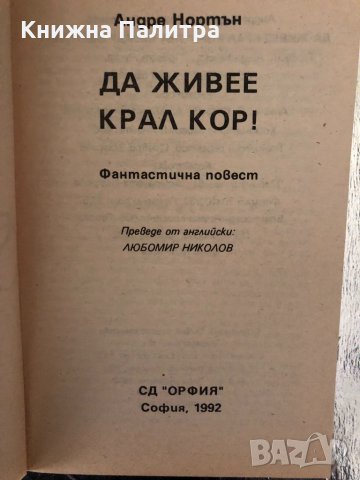 Книжна Палитра
Андре Нортън
ДА ЖИВЕЕ
КРАЛ КОР!
Фантастична повест
Преведе от английски:
ЛЮБОМИР НИКОЛОВ
СД "ОРФИЯ"
София, 1992
BAZAR